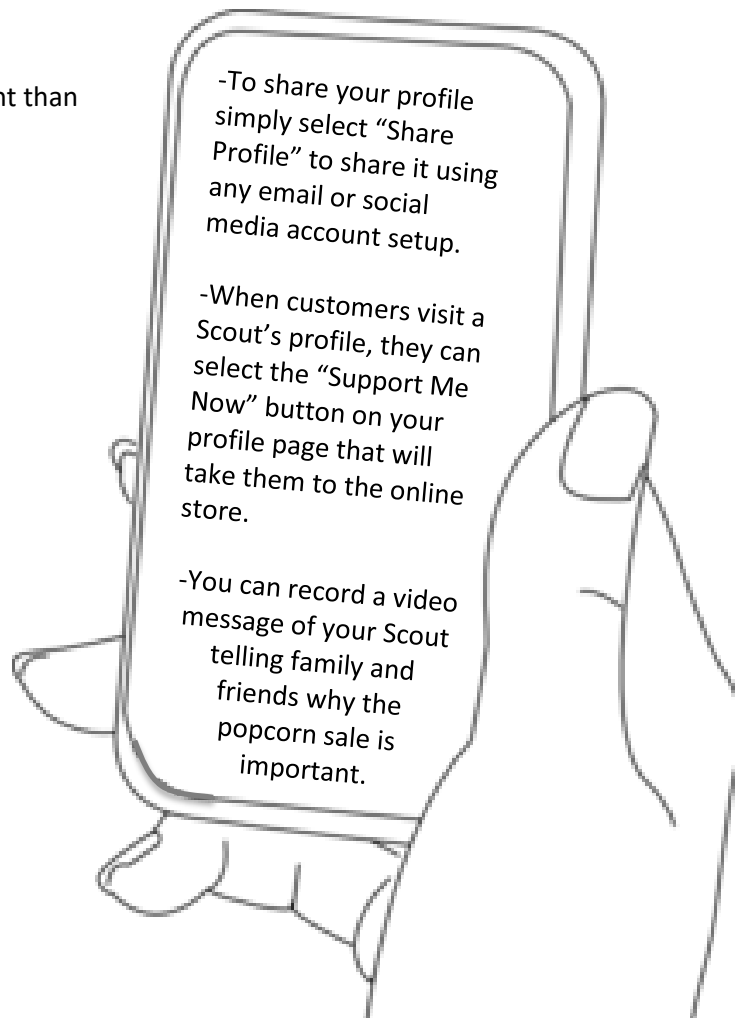 nt than
-To share your profile
simply select “Share
Profile” to share it using
any email or social
media account setup.
-When customers visit a
Scout’s profile, they can
select the “Support Me
Now” button on your
profile page that will
take them to the online
store.
-You can record a video
message of your Scout
telling family and
friends why the
popcorn sale is
important.